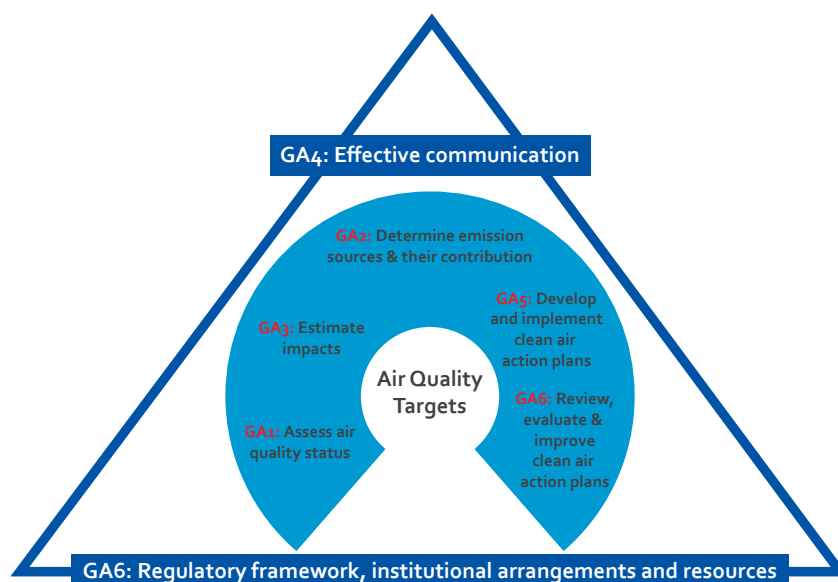 GA4: Effective communication
GA2: Determine emission
sources & their contribution
GA3: Estimate
impacts
GA1: Assess air
quality status
Air Quality
Targets
GA5: Develop
and implement
clean air
action plans
GA6: Review,
evaluate &
improve
clean air
action plans
GA6: Regulatory framework, institutional arrangements and resources